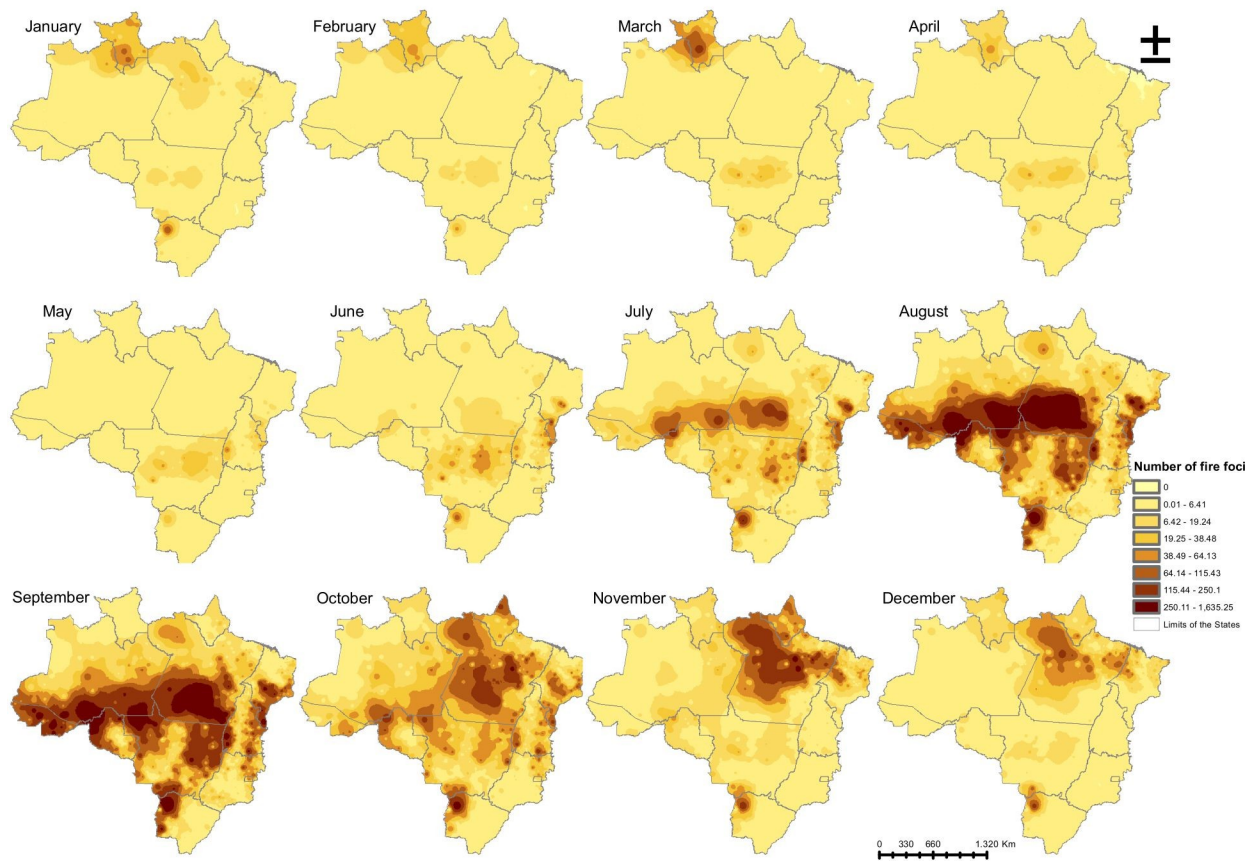 January
February
March
April
May
June
July
August
Number of fire foci
0
0.01 - 6.41
6.42 - 19.24
19.25 - 38.48
38.49 - 64.13
64.14 - 115.43
115.44 - 250.1
250.11 - 1,635.25
Limits of the States
September
October
November
December
0 330 660 1.320 Km